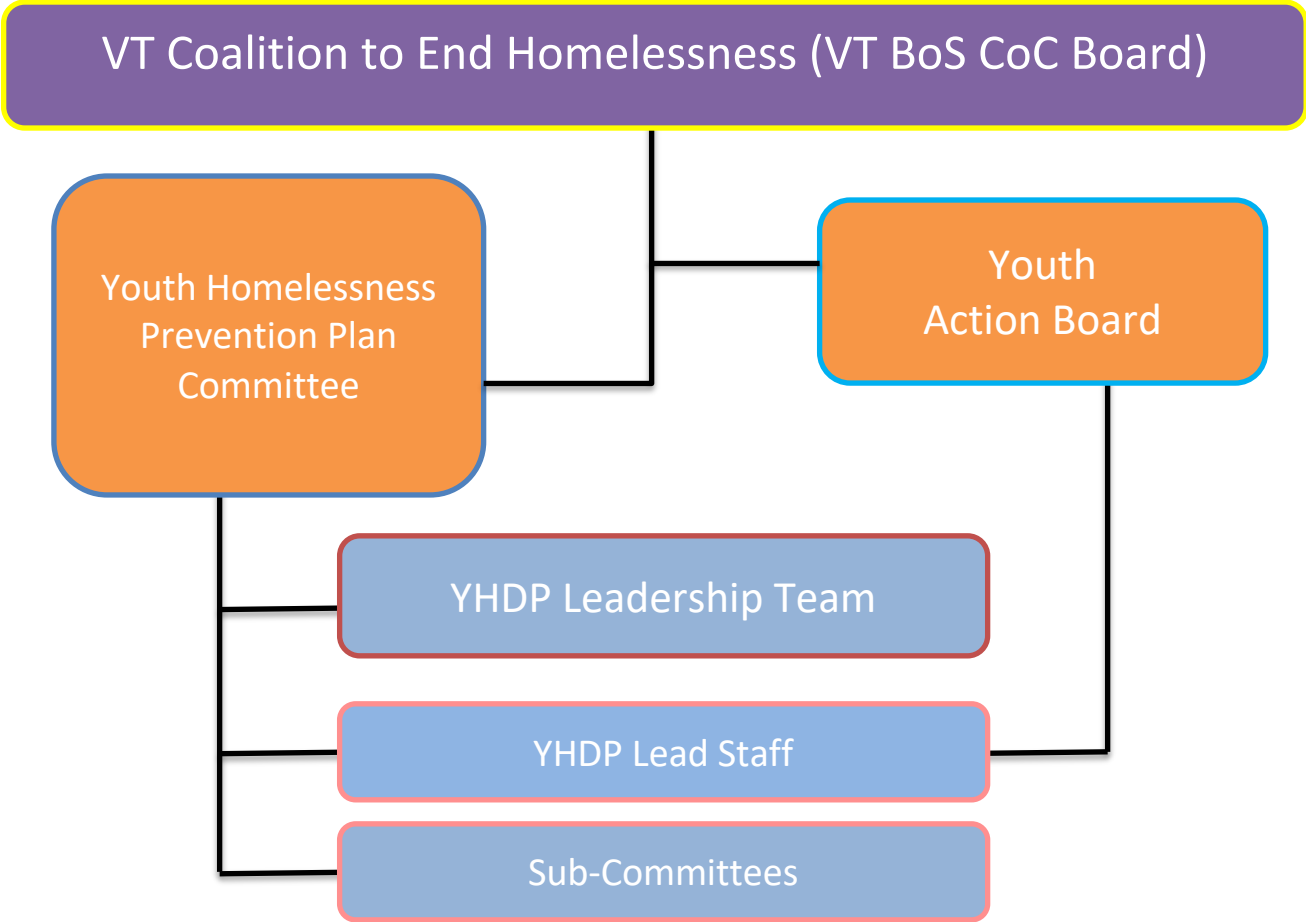 VT Coalition to End Homelessness (VT BoS CoC Board)
Youth Homelessness
Prevention Plan
Committee
Youth
Action Board
YHDP Leadership Team
YHDP Lead Staff
Sub-Committees